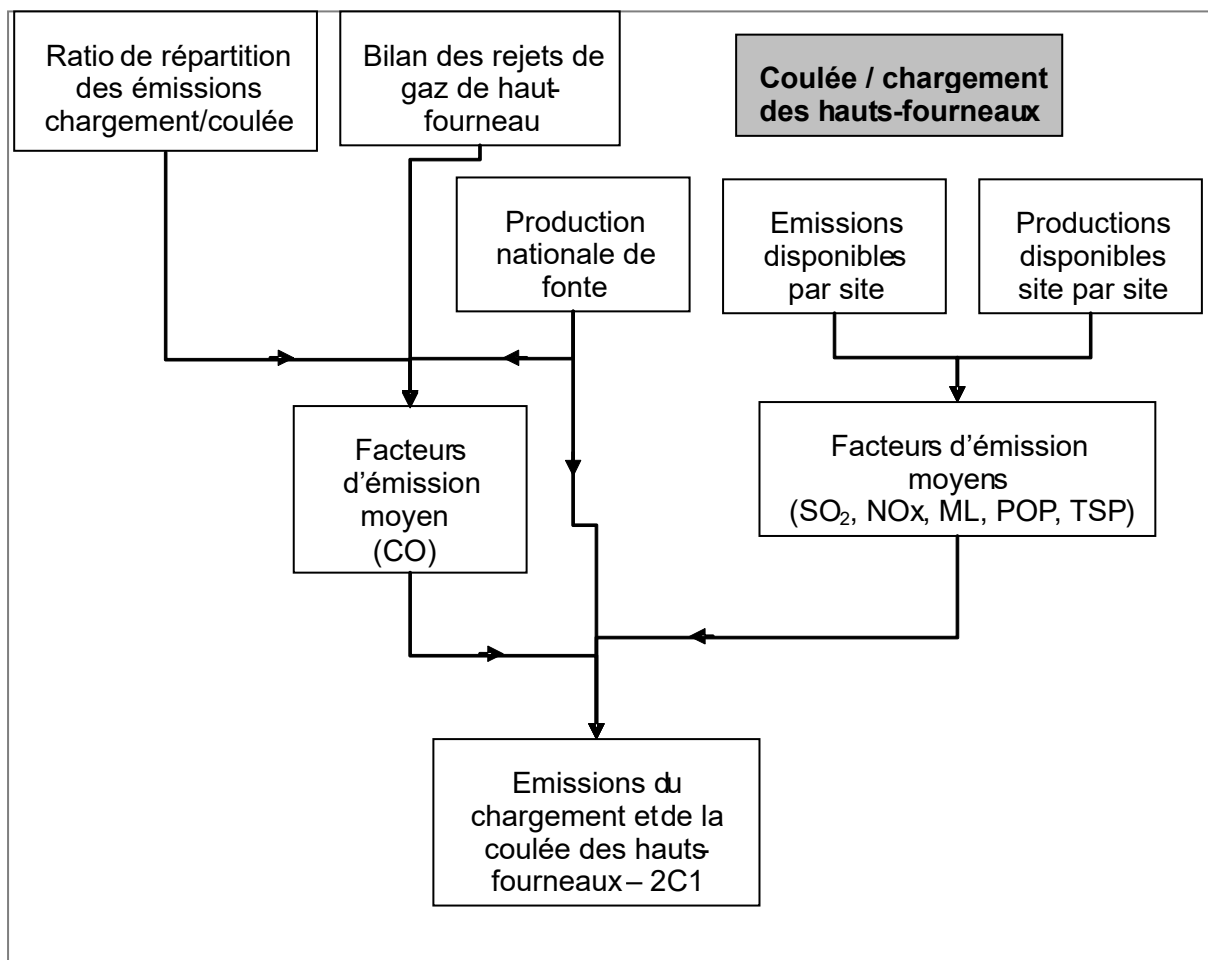 Ratio de répartition
des émissions
chargement/coulée
Bilan des rejets de
gaz de haut-
fourneau
Coulée / chargement
des hauts-fourneaux
Production
nationale de
fonte
Emissions
disponibles
par site
Productions
disponibles
site par site
Facteurs
d’émission
moyen
(CO)
Facteurs d’émission
moyens
(SO₂, NOx, ML, POP, TSP)
Emissions du
chargement et de la
coulée des hauts-
fourneaux – 2C1